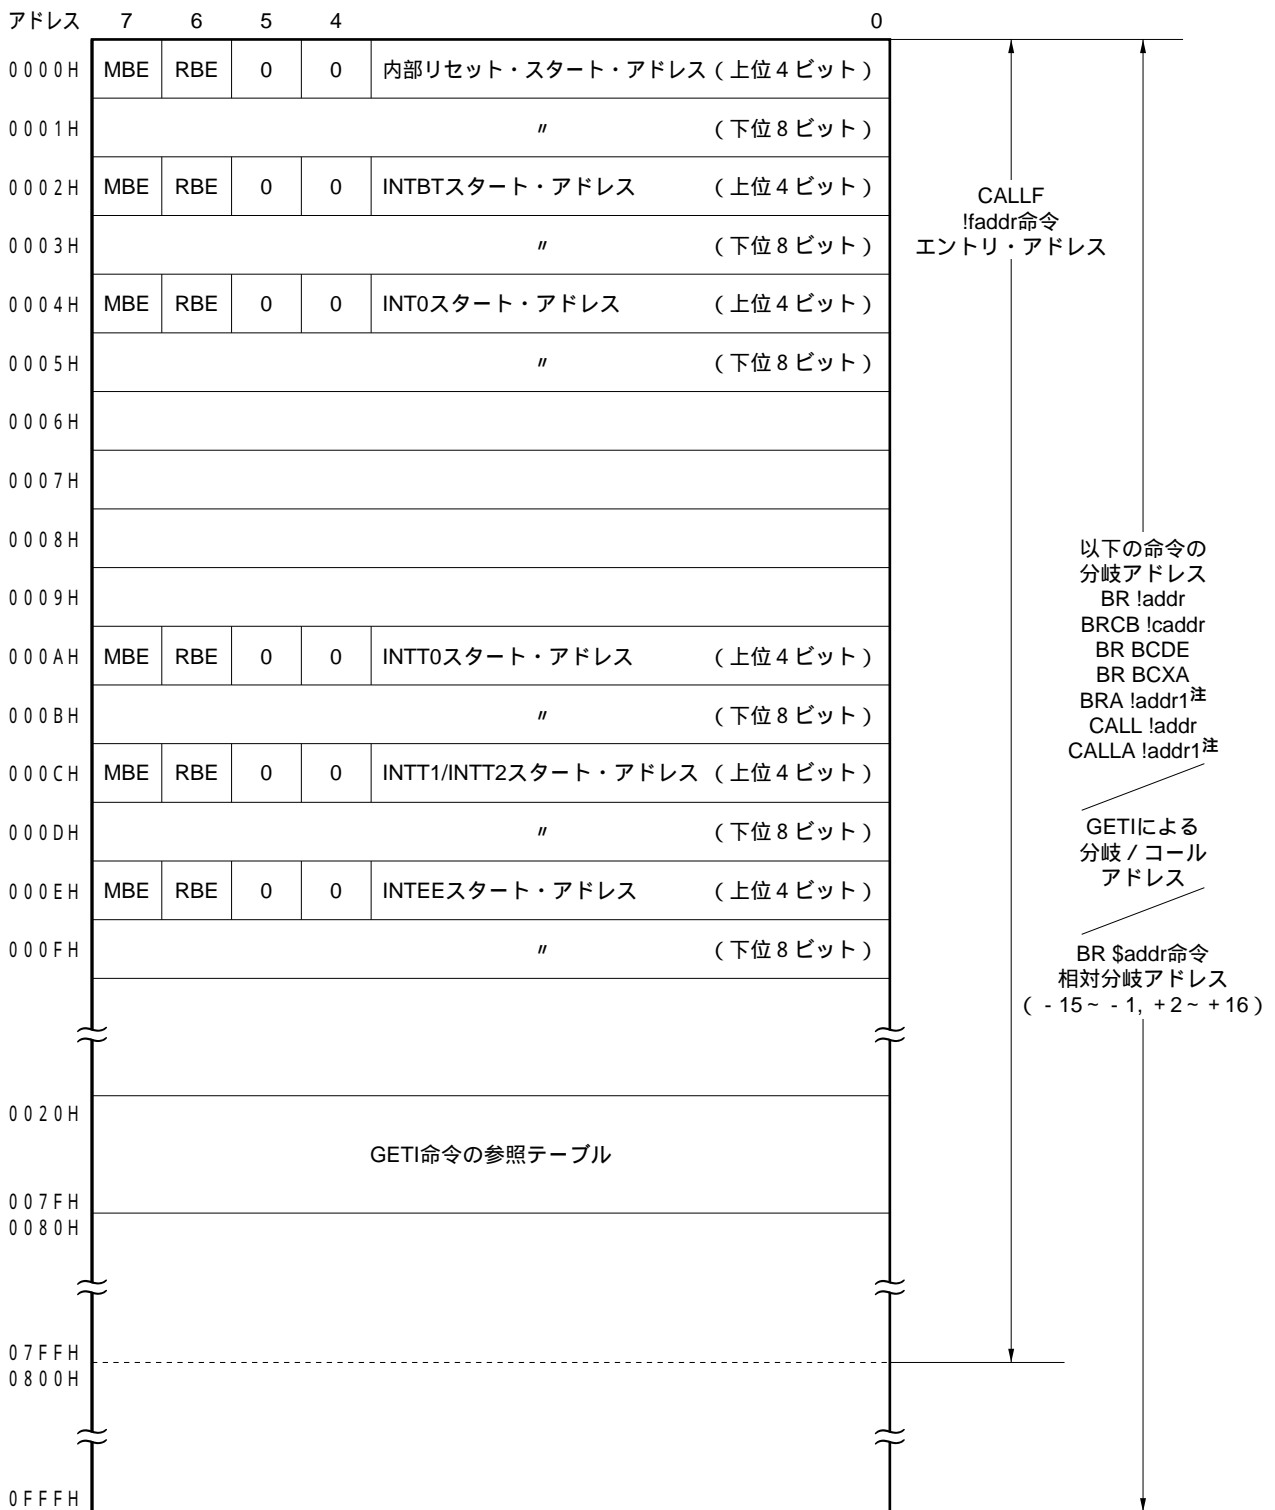 アドレス 7 6 5 4 0
0000H MBE RBE 0 0 内部リセット・スタート・アドレス（上位4ビット）
0001H 〃 （下位8ビット）
0002H MBE RBE 0 0 INTBTスタート・アドレス （上位4ビット）
0003H 〃 （下位8ビット）
0004H MBE RBE 0 0 INT0スタート・アドレス （上位4ビット）
0005H 〃 （下位8ビット）
0006H
0007H
0008H
0009H
000AH MBE RBE 0 0 INTT0スタート・アドレス （上位4ビット）
000BH 〃 （下位8ビット）
000CH MBE RBE 0 0 INTT1/INTT2スタート・アドレス （上位4ビット）
000DH 〃 （下位8ビット）
000EH MBE RBE 0 0 INTEEスタート・アドレス （上位4ビット）
000FH 〃 （下位8ビット）
0020H
GETI命令の参照テーブル
007FH
0080H
07FFH
0800H
0FFFH
CALLF
!faddr命令
エントリ・アドレス
以下の命令の
分岐アドレス
BR !addr
BRCB !caddr
BR BCDE
BR BCXA
BRA !addr1注
CALL !addr
CALLA !addr1注
GETIによる
分岐／コール
アドレス
BR $addr命令
相対分岐アドレス
（-15～-1, +2～+16）